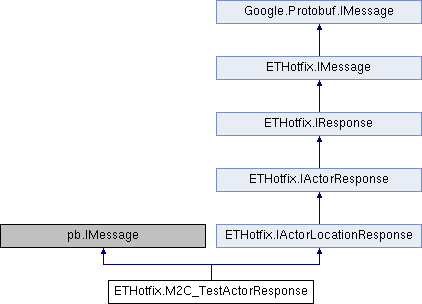 Google.Protobuf.IMessage
ETHotfix.IMessage
ETHotfix.IResponse
ETHotfix.IActorResponse
pb.IMessage
ETHotfix.IActorLocationResponse
ETHotfix.M2C_TestActorResponse